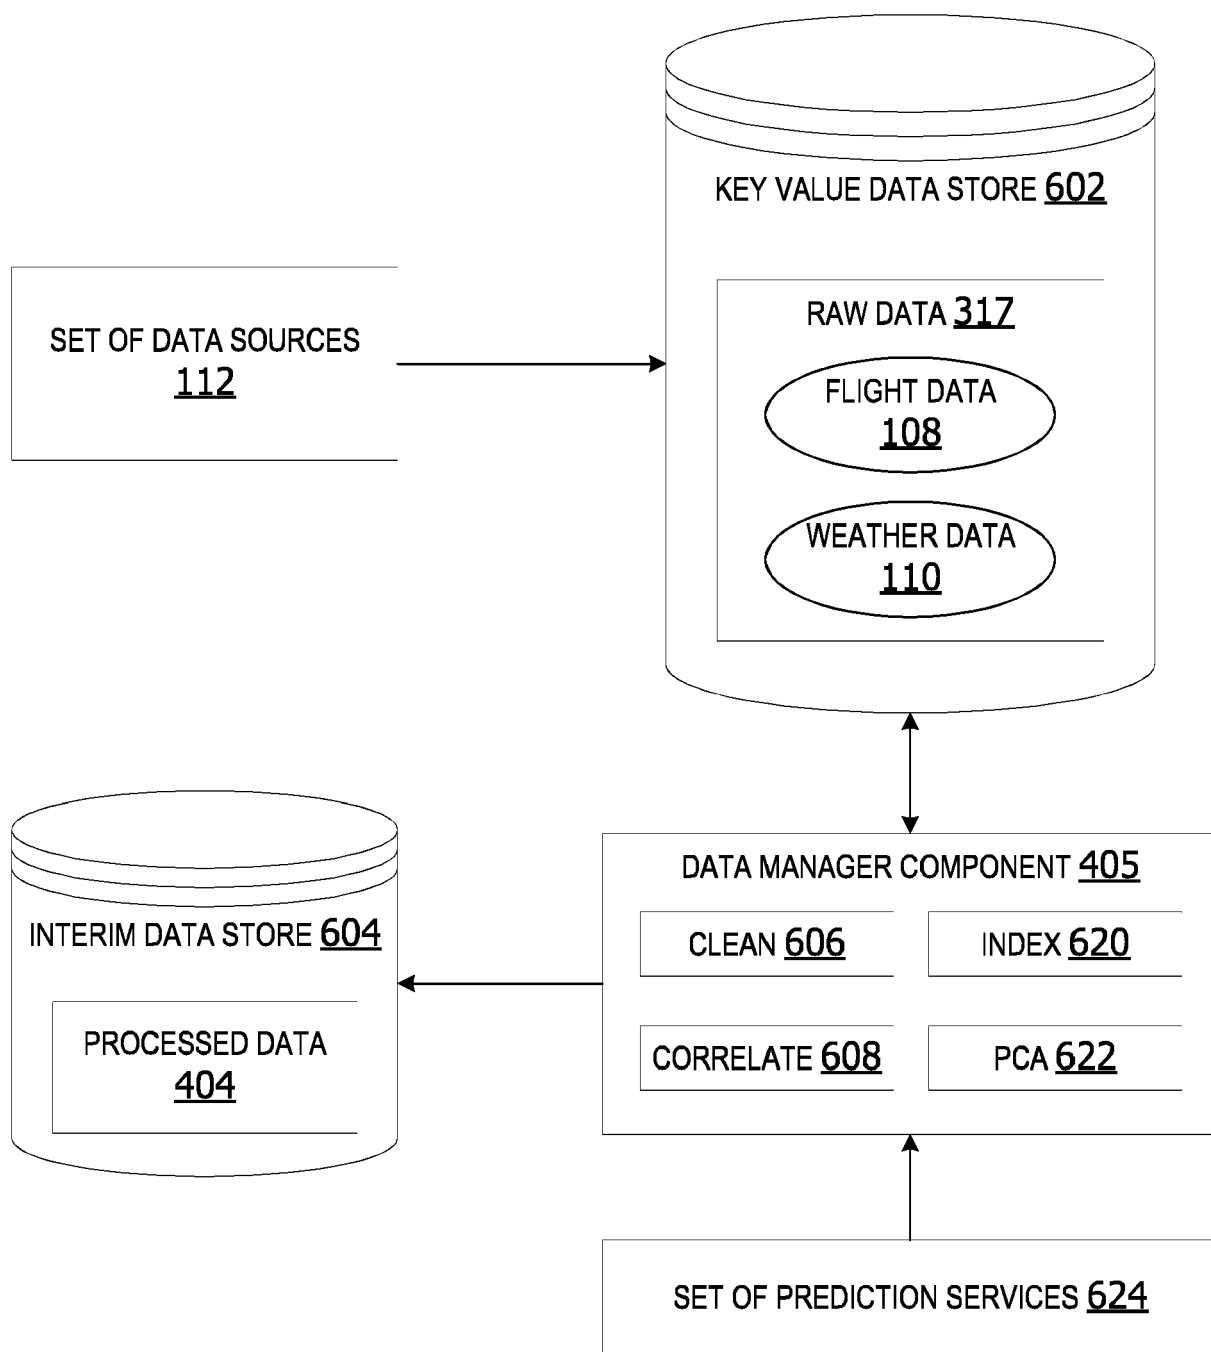 KEY VALUE DATA STORE 602
SET OF DATA SOURCES
112
RAW DATA 317
FLIGHT DATA
108
WEATHER DATA
110
INTERIM DATA STORE 604
PROCESSED DATA
404
DATA MANAGER COMPONENT 405
CLEAN 606
INDEX 620
CORRELATE 608
PCA 622
SET OF PREDICTION SERVICES 624